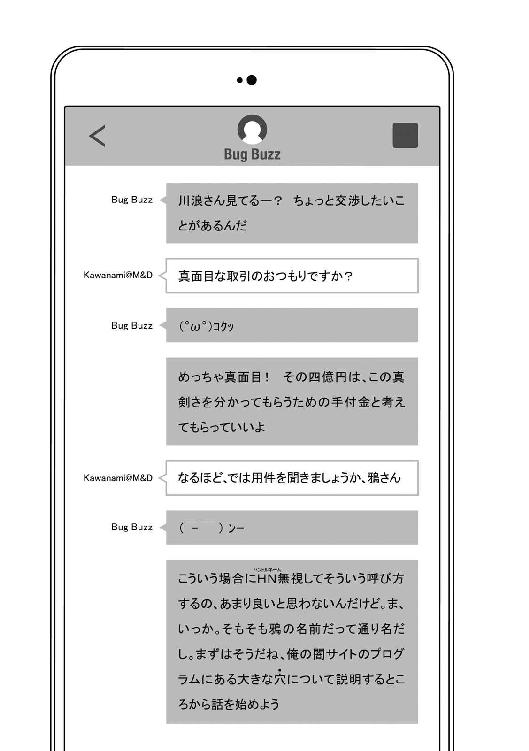 Bug Buzz
Bug Buzz
川浪さん見てるー？　ちょっと交渉したいこ
とがあるんだ
Kawanami@M&D
真面目な取引のおつもりですか？
Bug Buzz
（°ω°）ｺｸｯ
めっちゃ真面目！　その四億円は、この真
剣さを分かってもらうための手付金と考え
てもらっていいよ
Kawanami@M&D
なるほど、では用件を聞きましょうか、鴉さん
Bug Buzz
（　−　　）ﾝー
ハンドルネーム
こういう場合にHN無視してそういう呼び方
するの、あまり良いと思わないんだけど。ま、
いっか。そもそも鴉の名前だって通り名だ
し。まずはそうだね、俺の闇サイトのプログ
ラムにある大きな穴について説明するとこ
ろから話を始めよう